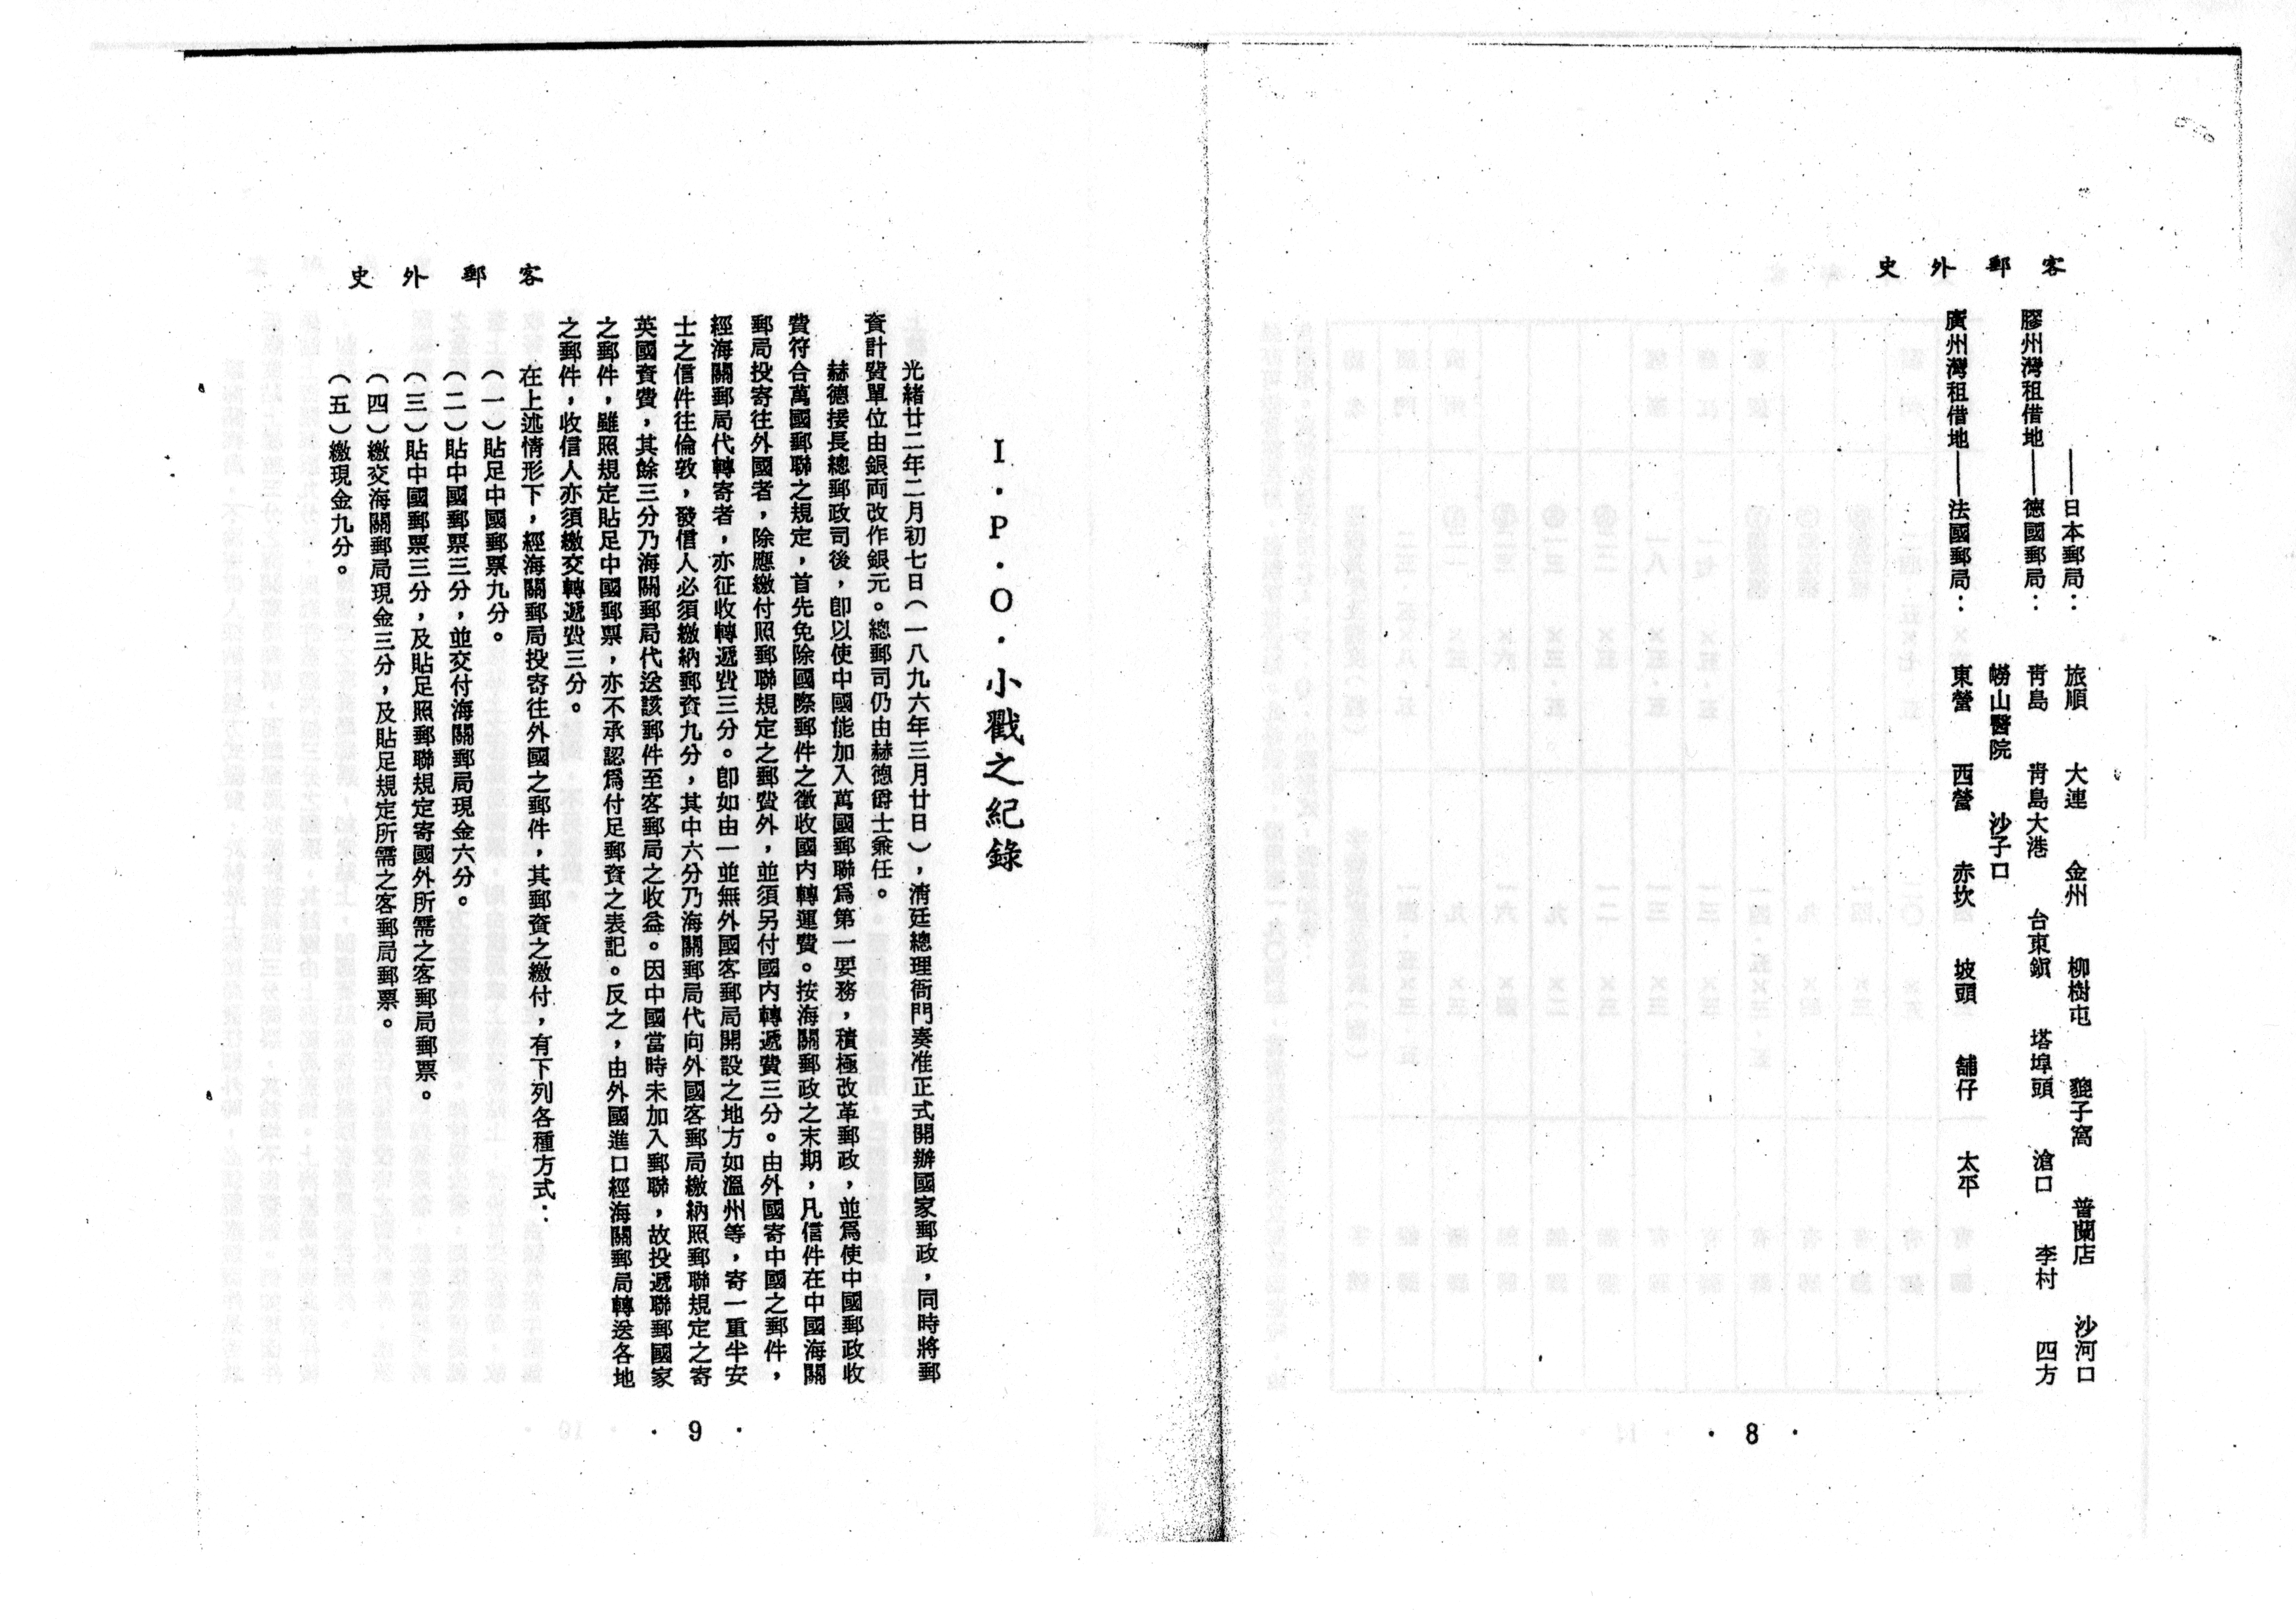 客郵外史
——日本郵局： 旅順 大連 金州 柳樹屯 貔子窩 普蘭店 沙河口
膠州灣租借地——德國郵局： 靑島 靑島大港 台東鎭 塔埠頭 滄口 李村 四方
嶗山醫院 沙子口
廣州灣租借地——法國郵局： 東營 西營 赤坎 坡頭 舖仔 太平
· 8 ·
客郵外史
I．P．O．小戳之紀錄
光緒廿二年二月初七日（一八九六年三月廿日），淸廷總理衙門奏准正式開辦國家郵政，同時將郵
資計費單位由銀両改作銀元。總郵司仍由赫德爵士兼任。
赫德接長總郵政司後，卽以使中國能加入萬國郵聯爲第一要務，積極改革郵政，並爲使中國郵政收
費符合萬國郵聯之規定，首先免除國際郵件之徵收國內轉運費。按海關郵政之末期，凡信件在中國海關
郵局投寄往外國者，除應繳付照郵聯規定之郵費外，並須另付國內轉遞費三分。由外國寄中國之郵件，
經海關郵局代轉寄者，亦征收轉遞費三分。卽如由一並無外國客郵局開設之地方如溫州等，寄一重半安
士之信件往倫敦，發信人必須繳納郵資九分，其中六分乃海關郵局代向外國客郵局繳納照郵聯規定之寄
英國資費，其餘三分乃海關郵局代送該郵件至客郵局之收益。因中國當時未加入郵聯，故投遞聯郵國家
之郵件，雖照規定貼足中國郵票，亦不承認爲付足郵資之表記。反之，由外國進口經海關郵局轉送各地
之郵件，收信人亦須繳交轉遞費三分。
在上述情形下，經海關郵局投寄往外國之郵件，其郵資之繳付，有下列各種方式：
（一）貼足中國郵票九分。
（二）貼中國郵票三分，並交付海關郵局現金六分。
（三）貼中國郵票三分，及貼足照郵聯規定寄國外所需之客郵局郵票。
（四）繳交海關郵局現金三分，及貼足規定所需之客郵局郵票。
（五）繳現金九分。
· 9 ·